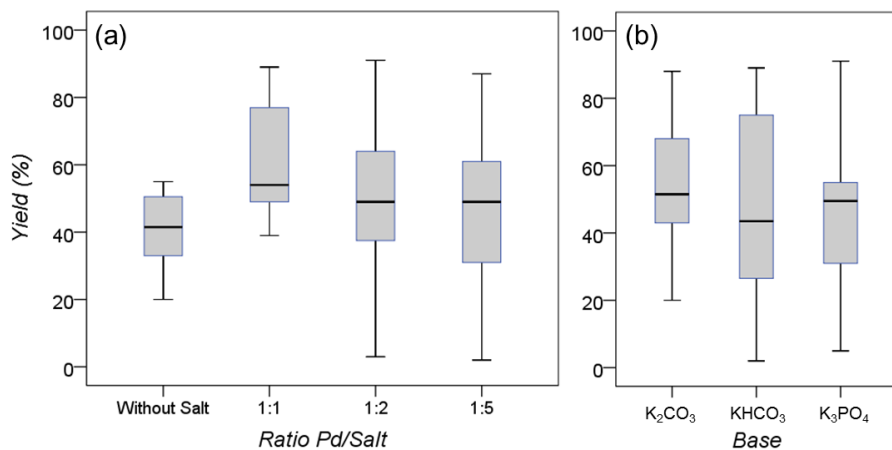 (a)
100
80
60
40
20
0
Yield (%)
Without Salt 1:1 1:2 1:5
Ratio Pd/Salt
(b)
100
80
60
40
20
0
K₂CO₃ KHCO₃ K₃PO₄
Base